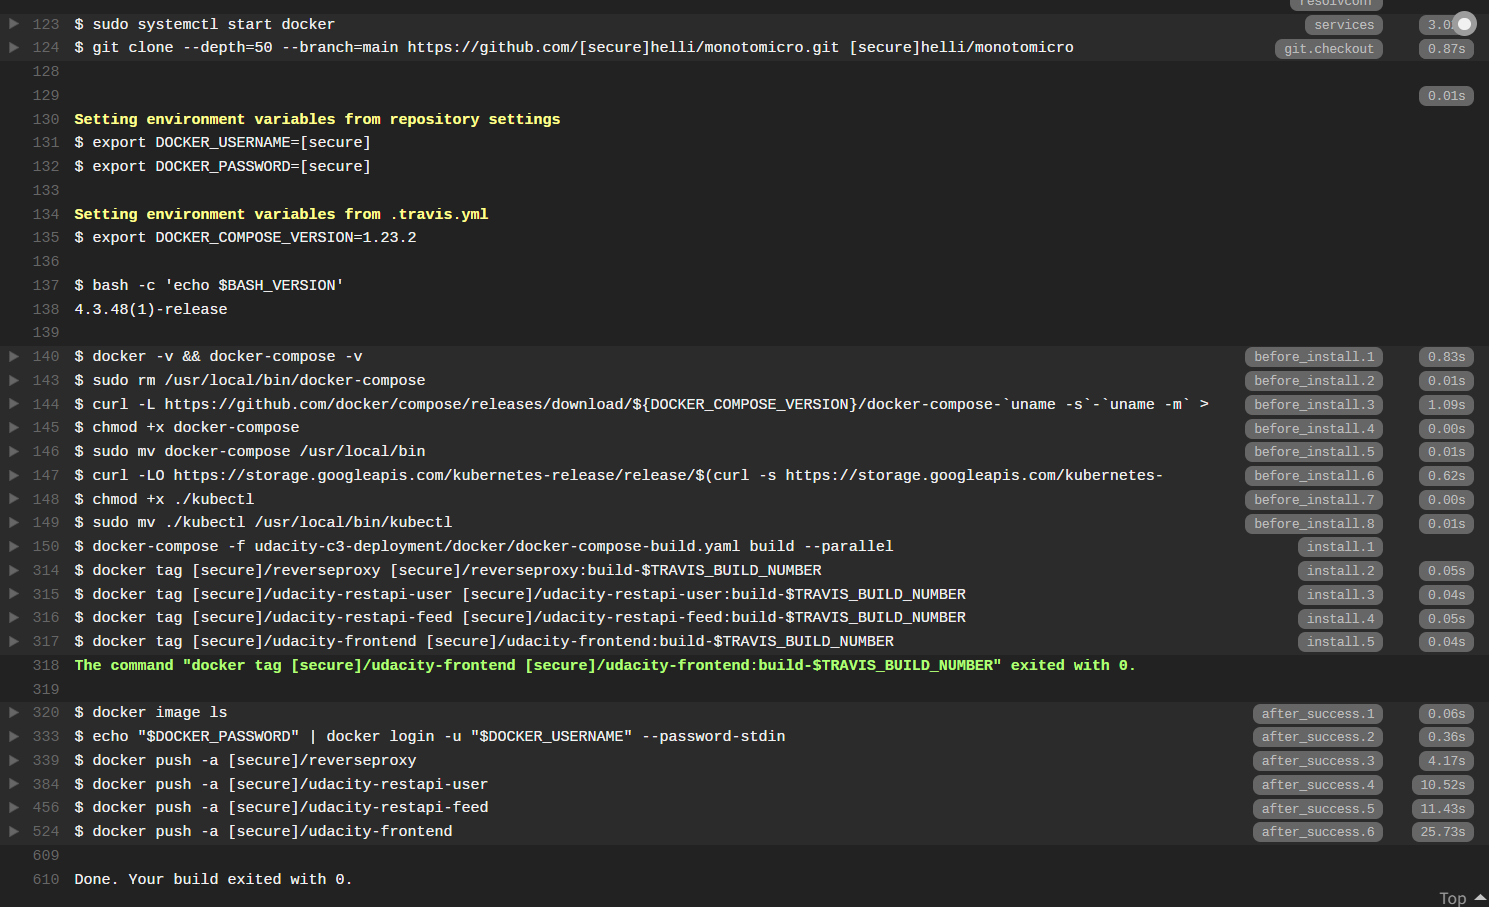 resolvconf
123 $ sudo systemctl start docker services
124 $ git clone --depth=50 --branch=main https://github.com/[secure]helli/monotomicro.git [secure]helli/monotomicro git.checkout 0.87s
128
129 0.01s
130 Setting environment variables from repository settings
131 $ export DOCKER_USERNAME=[secure]
132 $ export DOCKER_PASSWORD=[secure]
133
134 Setting environment variables from .travis.yml
135 $ export DOCKER_COMPOSE_VERSION=1.23.2
136
137 $ bash -c 'echo $BASH_VERSION'
138 4.3.48(1)-release
139
140 $ docker -v && docker-compose -v before_install.1 0.83s
143 $ sudo rm /usr/local/bin/docker-compose before_install.2 0.01s
144 $ curl -L https://github.com/docker/compose/releases/download/${DOCKER_COMPOSE_VERSION}/docker-compose-`uname -s`-`uname -m` > before_install.3 1.09s
145 $ chmod +x docker-compose before_install.4 0.00s
146 $ sudo mv docker-compose /usr/local/bin before_install.5 0.01s
147 $ curl -LO https://storage.googleapis.com/kubernetes-release/release/$(curl -s https://storage.googleapis.com/kubernetes- before_install.6 0.62s
148 $ chmod +x ./kubectl before_install.7 0.00s
149 $ sudo mv ./kubectl /usr/local/bin/kubectl before_install.8 0.01s
150 $ docker-compose -f udacity-c3-deployment/docker/docker-compose-build.yaml build --parallel install.1
314 $ docker tag [secure]/reverseproxy [secure]/reverseproxy:build-$TRAVIS_BUILD_NUMBER install.2 0.05s
315 $ docker tag [secure]/udacity-restapi-user [secure]/udacity-restapi-user:build-$TRAVIS_BUILD_NUMBER install.3 0.04s
316 $ docker tag [secure]/udacity-restapi-feed [secure]/udacity-restapi-feed:build-$TRAVIS_BUILD_NUMBER install.4 0.05s
317 $ docker tag [secure]/udacity-frontend [secure]/udacity-frontend:build-$TRAVIS_BUILD_NUMBER install.5 0.04s
318 The command "docker tag [secure]/udacity-frontend [secure]/udacity-frontend:build-$TRAVIS_BUILD_NUMBER" exited with 0.
319
320 $ docker image ls after_success.1 0.06s
333 $ echo "$DOCKER_PASSWORD" | docker login -u "$DOCKER_USERNAME" --password-stdin after_success.2 0.36s
339 $ docker push -a [secure]/reverseproxy after_success.3 4.17s
384 $ docker push -a [secure]/udacity-restapi-user after_success.4 10.52s
456 $ docker push -a [secure]/udacity-restapi-feed after_success.5 11.43s
524 $ docker push -a [secure]/udacity-frontend after_success.6 25.73s
609
610 Done. Your build exited with 0.
Top